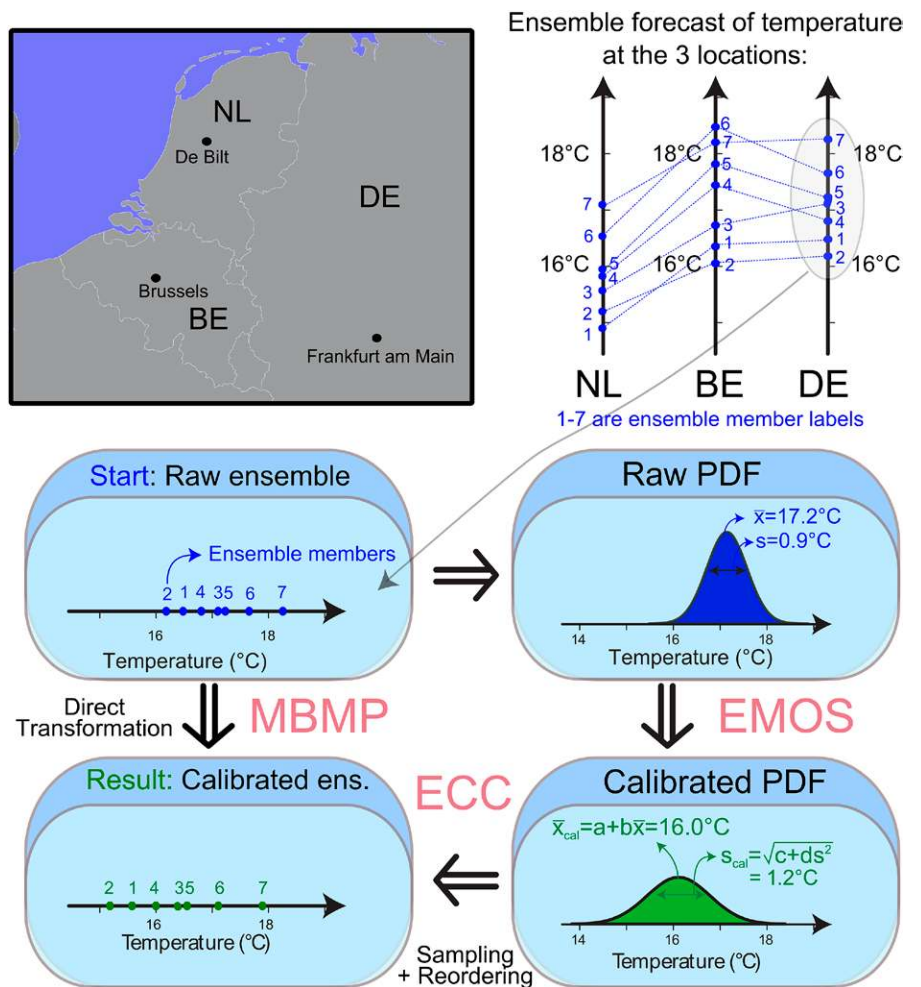 Ensemble forecast of temperature
at the 3 locations:
NL
De Bilt
DE
Brussels
BE
Frankfurt am Main
18°C
18°C
16°C
16°C
7
6
5
4
3
2
1
6
7
5
4
3
1
2
7
6
5
3
4
1
2
NL
BE
DE
1-7 are ensemble member labels
Start: Raw ensemble
Ensemble members
2 1 4 35 6 7
16 18
Temperature (°C)
Raw PDF
x̄=17.2°C
s=0.9°C
14 16 18
Temperature (°C)
Direct
Transformation
MBMP
EMOS
Result: Calibrated ens.
2 1 4 35 6 7
16 18
Temperature (°C)
ECC
Sampling
+ Reordering
Calibrated PDF
x̄cal=a+bx̄=16.0°C
scal=√c+ds²
= 1.2°C
14 16 18
Temperature (°C)